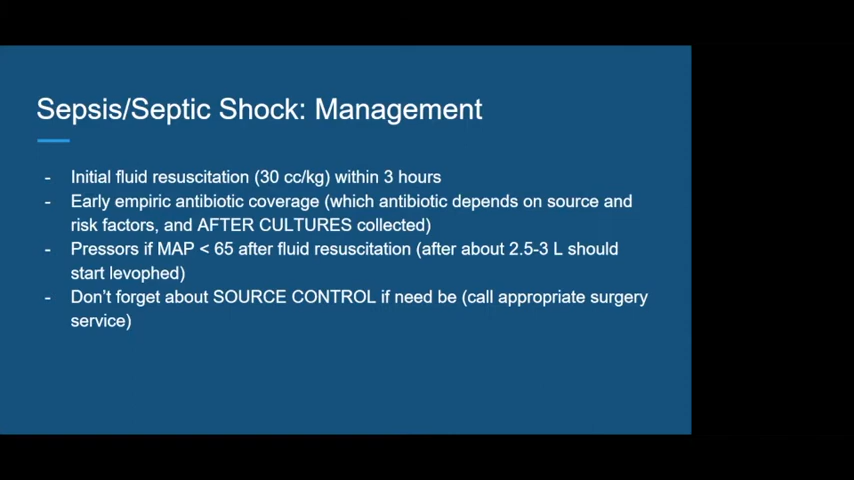 Sepsis/Septic Shock: Management
- Initial fluid resuscitation (30 cc/kg) within 3 hours
- Early empiric antibiotic coverage (which antibiotic depends on source and
risk factors, and AFTER CULTURES collected)
- Pressors if MAP < 65 after fluid resuscitation (after about 2.5-3 L should
start levophed)
- Don’t forget about SOURCE CONTROL if need be (call appropriate surgery
service)